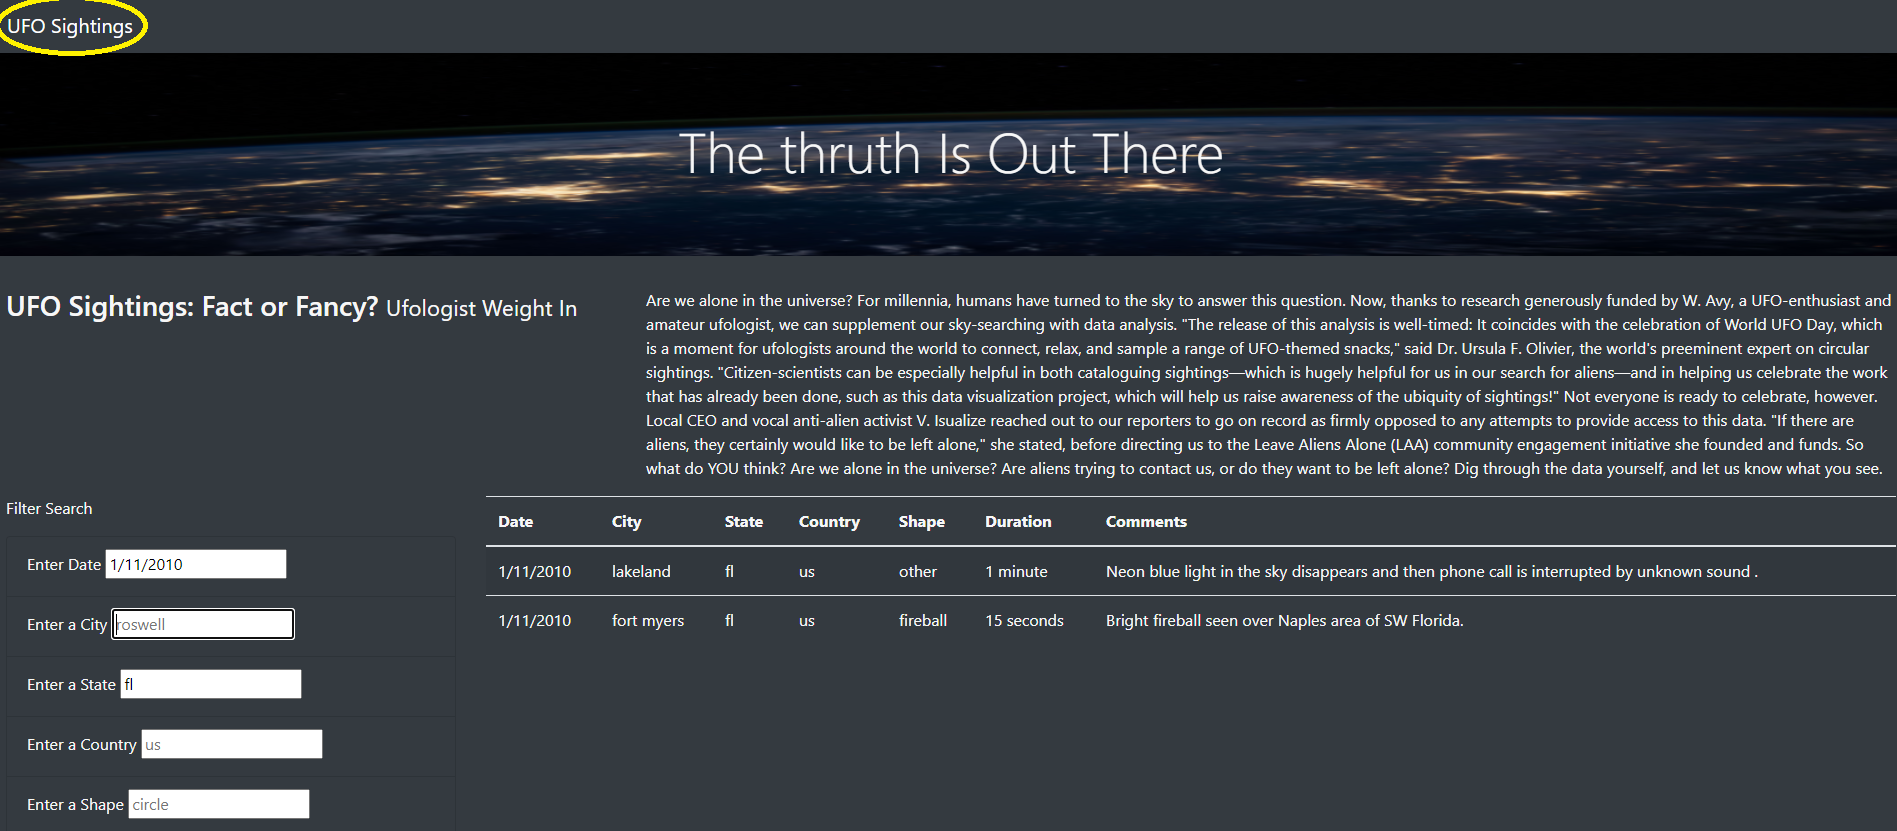 UFO Sightings
The thruth Is Out There
UFO Sightings: Fact or Fancy? Ufologist Weight In
Are we alone in the universe? For millennia, humans have turned to the sky to answer this question. Now, thanks to research generously funded by W. Avy, a UFO-enthusiast and
amateur ufologist, we can supplement our sky-searching with data analysis. "The release of this analysis is well-timed: It coincides with the celebration of World UFO Day, which
is a moment for ufologists around the world to connect, relax, and sample a range of UFO-themed snacks," said Dr. Ursula F. Olivier, the world's preeminent expert on circular
sightings. "Citizen-scientists can be especially helpful in both cataloguing sightings—which is hugely helpful for us in our search for aliens—and in helping us celebrate the work
that has already been done, such as this data visualization project, which will help us raise awareness of the ubiquity of sightings!" Not everyone is ready to celebrate, however.
Local CEO and vocal anti-alien activist V. Isualize reached out to our reporters to go on record as firmly opposed to any attempts to provide access to this data. "If there are
aliens, they certainly would like to be left alone," she stated, before directing us to the Leave Aliens Alone (LAA) community engagement initiative she founded and funds. So
what do YOU think? Are we alone in the universe? Are aliens trying to contact us, or do they want to be left alone? Dig through the data yourself, and let us know what you see.
Filter Search
Enter Date 1/11/2010
Enter a City roswell
Enter a State fl
Enter a Country us
Enter a Shape circle
Date City State Country Shape Duration Comments
1/11/2010 lakeland fl us other 1 minute Neon blue light in the sky disappears and then phone call is interrupted by unknown sound .
1/11/2010 fort myers fl us fireball 15 seconds Bright fireball seen over Naples area of SW Florida.